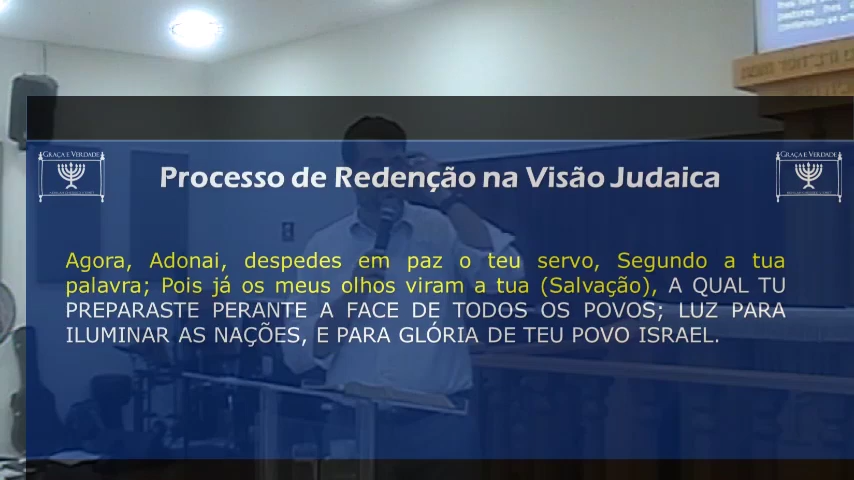 GRAÇA E VERDADE
GRAÇA E VERDADE
Processo de Redenção na Visão Judaica
Agora, Adonai, despedes em paz o teu servo, Segundo a tua
palavra; Pois já os meus olhos viram a tua (Salvação), A QUAL TU
PREPARASTE PERANTE A FACE DE TODOS OS POVOS; LUZ PARA
ILUMINAR AS NAÇÕES, E PARA GLÓRIA DE TEU POVO ISRAEL.